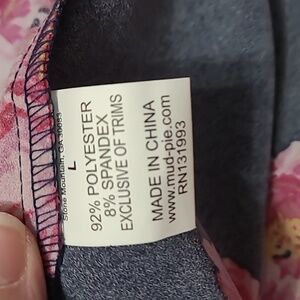 Stone Mountain, GA 30083
L
92% POLYESTER
8% SPANDEX
EXCLUSIVE OF TRIMS
MADE IN CHINA
www.mud-pie.com
RN131993